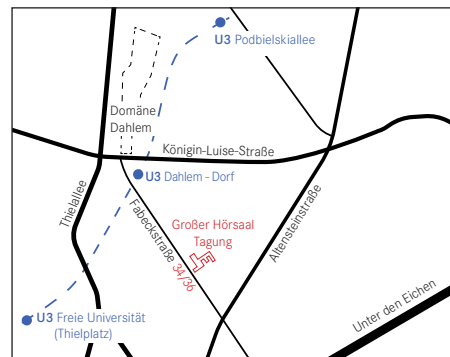 U3 Podbielskiallee
Domäne
Dahlem
Königin-Luise-Straße
U3 Dahlem - Dorf
Thielallee
Fabeckstraße 34/36
Großer Hörsaal
Tagung
Altensteinstraße
U3 Freie Universität
(Thielplatz)
Unter den Eichen